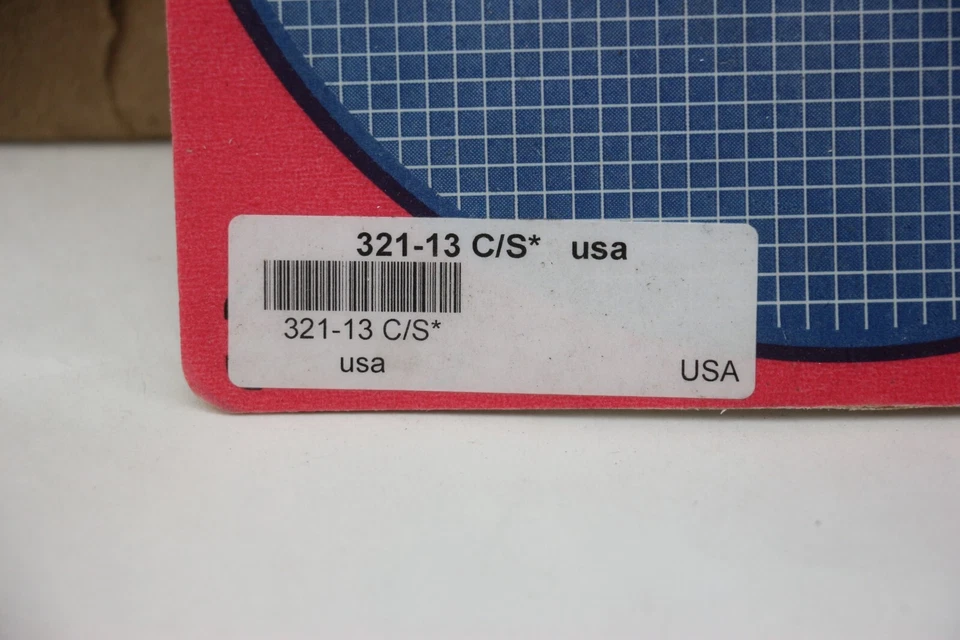 321-13 C/S* usa
321-13 C/S*
usa
USA